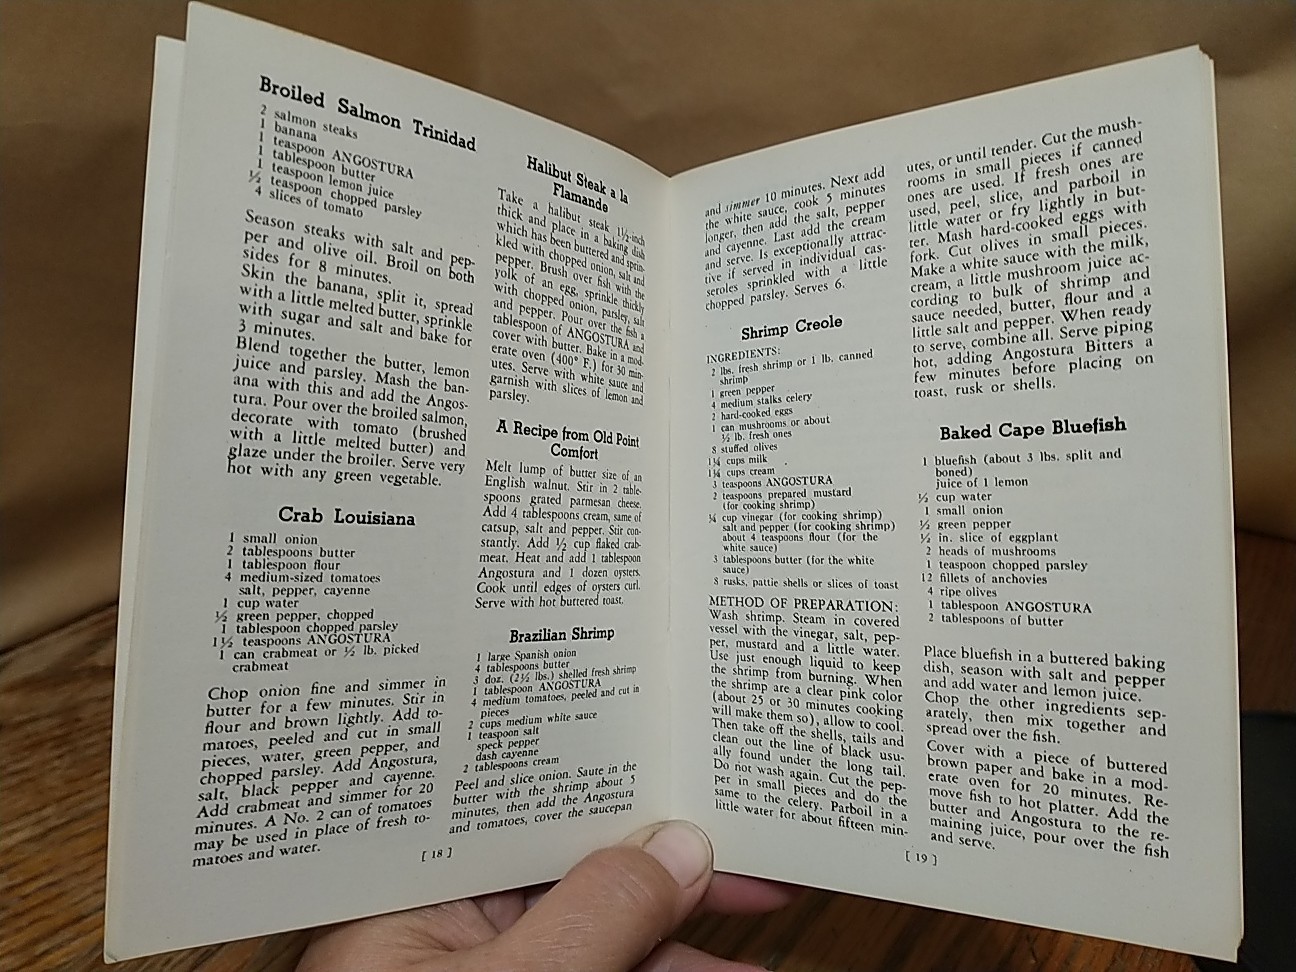 Broiled Salmon Trinidad
2 salmon steaks
1 banana
1 teaspoon ANGOSTURA
1 tablespoon butter
1 teaspoon lemon juice
½ teaspoon chopped parsley
4 slices of tomato
Season steaks with salt and pep-
per and olive oil. Broil on both
sides for 8 minutes.
Skin the banana, split it, spread
with a little melted butter, sprinkle
with sugar and salt and bake for
3 minutes.
Blend together the butter, lemon
juice and parsley. Mash the ban-
ana with this and add the Angos-
tura. Pour over the broiled salmon,
decorate with tomato (brushed
with a little melted butter) and
glaze under the broiler. Serve very
hot with any green vegetable.
Crab Louisiana
1 small onion
2 tablespoons butter
1 tablespoon flour
4 medium-sized tomatoes
salt, pepper, cayenne
1 cup water
½ green pepper, chopped
1 tablespoon chopped parsley
1½ teaspoons ANGOSTURA
1 can crabmeat or ½ lb. picked
crabmeat
Chop onion fine and simmer in
butter for a few minutes. Stir in
flour and brown lightly. Add to-
matoes, peeled and cut in small
pieces, water, green pepper, and
chopped parsley. Add Angostura,
salt, black pepper and cayenne.
Add crabmeat and simmer for 20
minutes. A No. 2 can of tomatoes
may be used in place of fresh to-
matoes and water.
Halibut Steak a la
Flamande
Take a halibut steak 1½-inch
thick and place in a baking dish
which has been buttered and sprin-
kled with chopped onion, salt and
pepper. Brush over fish with the
yolk of an egg, sprinkle thickly
with chopped onion, parsley, salt
and pepper. Pour over the fish a
tablespoon of ANGOSTURA and
cover with butter. Bake in a mod-
erate oven (400° F.) for 30 min-
utes. Serve with white sauce and
garnish with slices of lemon and
parsley.
A Recipe from Old Point
Comfort
Melt lump of butter size of an
English walnut. Stir in 2 table-
spoons grated parmesan cheese.
Add 4 tablespoons cream, same of
catsup, salt and pepper. Stir con-
stantly. Add ½ cup flaked crab-
meat. Heat and add 1 tablespoon
Angostura and 1 dozen oysters.
Cook until edges of oysters curl.
Serve with hot buttered toast.
Brazilian Shrimp
1 large Spanish onion
4 tablespoons butter
3 doz. (2½ lbs.) shelled fresh shrimp
1 tablespoon ANGOSTURA
4 medium tomatoes, peeled and cut in
pieces
2 cups medium white sauce
1 teaspoon salt
speck pepper
dash cayenne
2 tablespoons cream
Peel and slice onion. Saute in the
butter with the shrimp about 5
minutes, then add the Angostura
and tomatoes, cover the saucepan
[ 18 ]
and simmer 10 minutes. Next add
the white sauce, cook 5 minutes
longer, then add the salt, pepper
and cayenne. Last add the cream
and serve. Is exceptionally attrac-
tive if served in individual cas-
seroles sprinkled with a little
chopped parsley. Serves 6.
Shrimp Creole
INGREDIENTS:
2 lbs. fresh shrimp or 1 lb. canned
shrimp
1 green pepper
4 medium stalks celery
2 hard-cooked eggs
1 can mushrooms or about
½ lb. fresh ones
8 stuffed olives
1¼ cups milk
1¼ cups cream
3 teaspoons ANGOSTURA
2 teaspoons prepared mustard
(for cooking shrimp)
¼ cup vinegar (for cooking shrimp)
salt and pepper (for cooking shrimp)
about 4 teaspoons flour (for the
white sauce)
3 tablespoons butter (for the white
sauce)
8 rusks, pattie shells or slices of toast
METHOD OF PREPARATION:
Wash shrimp. Steam in covered
vessel with the vinegar, salt, pep-
per, mustard and a little water.
Use just enough liquid to keep
the shrimp from burning. When
the shrimp are a clear pink color
(about 25 or 30 minutes cooking
will make them so), allow to cool.
Then take off the shells, tails and
clean out the line of black usu-
ally found under the long tail.
Do not wash again. Cut the pep-
per in small pieces and do the
same to the celery. Parboil in a
little water for about fifteen min-
utes, or until tender. Cut the mush-
rooms in small pieces if canned
ones are used. If fresh ones are
used, peel, slice, and parboil in
little water or fry lightly in but-
ter. Mash hard-cooked eggs with
fork. Cut olives in small pieces.
Make a white sauce with the milk,
cream, a little mushroom juice ac-
cording to bulk of shrimp and
sauce needed, butter, flour and a
little salt and pepper. When ready
to serve, combine all. Serve piping
hot, adding Angostura Bitters a
few minutes before placing on
toast, rusk or shells.
Baked Cape Bluefish
1 bluefish (about 3 lbs. split and
boned)
juice of 1 lemon
½ cup water
1 small onion
½ green pepper
½ in. slice of eggplant
2 heads of mushrooms
1 teaspoon chopped parsley
12 fillets of anchovies
4 ripe olives
1 tablespoon ANGOSTURA
2 tablespoons of butter
Place bluefish in a buttered baking
dish, season with salt and pepper
and add water and lemon juice.
Chop the other ingredients sep-
arately, then mix together and
spread over the fish.
Cover with a piece of buttered
brown paper and bake in a mod-
erate oven for 20 minutes. Re-
move fish to hot platter. Add the
butter and Angostura to the re-
maining juice, pour over the fish
and serve.
[ 19 ]